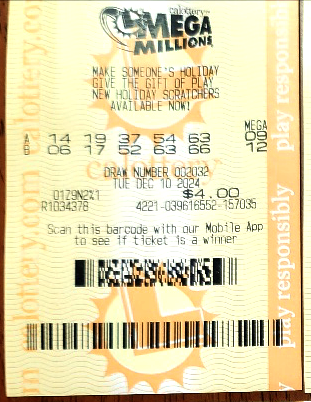 calottery
MEGA
MILLIONS
MAKE SOMEONE'S HOLIDAY
GIVE THE GIFT OF PLAY
NEW HOLIDAY SCRATCHERS
AVAILABLE NOW!
MEGA
A 14 19 37 54 63 09
B 06 17 52 63 66 12
calottery
DRAW NUMBER 002032
TUE DEC 10 2024
$4.00
R1034378 4221-039616552-157035
Scan this barcode with our Mobile App
to see if ticket is a winner
play responsibly